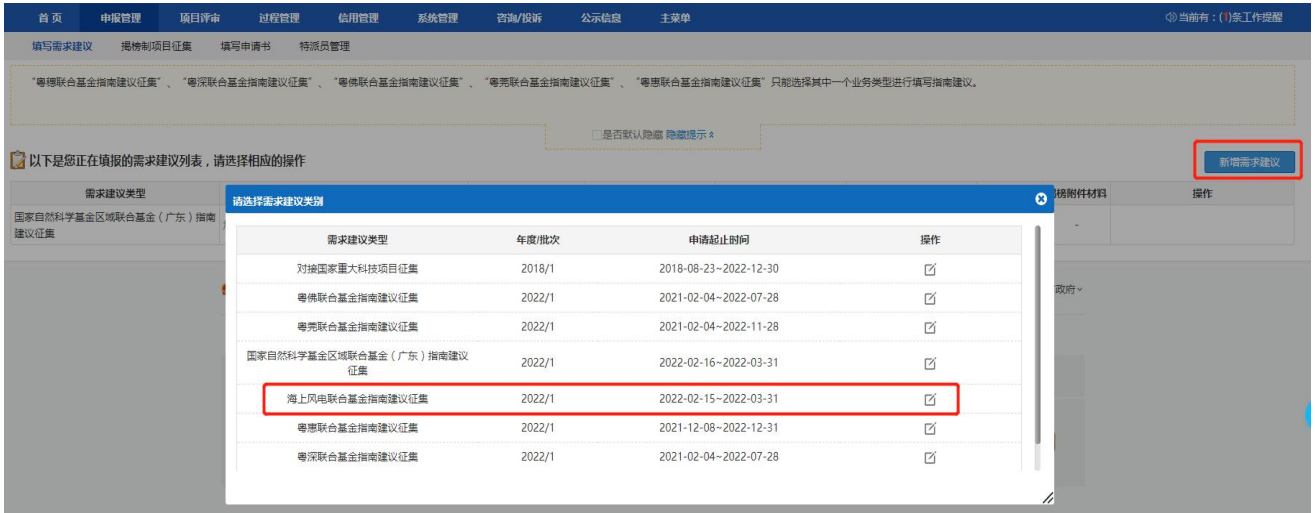 首页 申报管理 项目评审 过程管理 信用管理 系统管理 咨询/投诉 公示信息 主菜单 当前有：(1)条工作提醒
填写需求建议 揭榜制项目征集 填写申请书 特派员管理
“粤穗联合基金指南建议征集”、“粤深联合基金指南建议征集”、“粤佛联合基金指南建议征集”、“粤莞联合基金指南建议征集”、“粤惠联合基金指南建议征集”只能选择其中一个业务类型进行填写指南建议。
是否默认隐藏 隐藏提示
以下是您正在填报的需求建议列表，请选择相应的操作 新增需求建议
需求建议类型 榜附件材料 操作
国家自然科学基金区域联合基金（广东）指南 -
建议征集
请选择需求建议类别
需求建议类型 年度/批次 申请起止时间 操作
对接国家重大科技项目征集 2018/1 2018-08-23~2022-12-30
粤佛联合基金指南建议征集 2022/1 2021-02-04~2022-07-28
粤莞联合基金指南建议征集 2022/1 2021-02-04~2022-11-28
国家自然科学基金区域联合基金（广东）指南建议
征集 2022/1 2022-02-16~2022-03-31
海上风电联合基金指南建议征集 2022/1 2022-02-15~2022-03-31
粤惠联合基金指南建议征集 2022/1 2021-12-08~2022-12-31
粤深联合基金指南建议征集 2022/1 2021-02-04~2022-07-28
政府